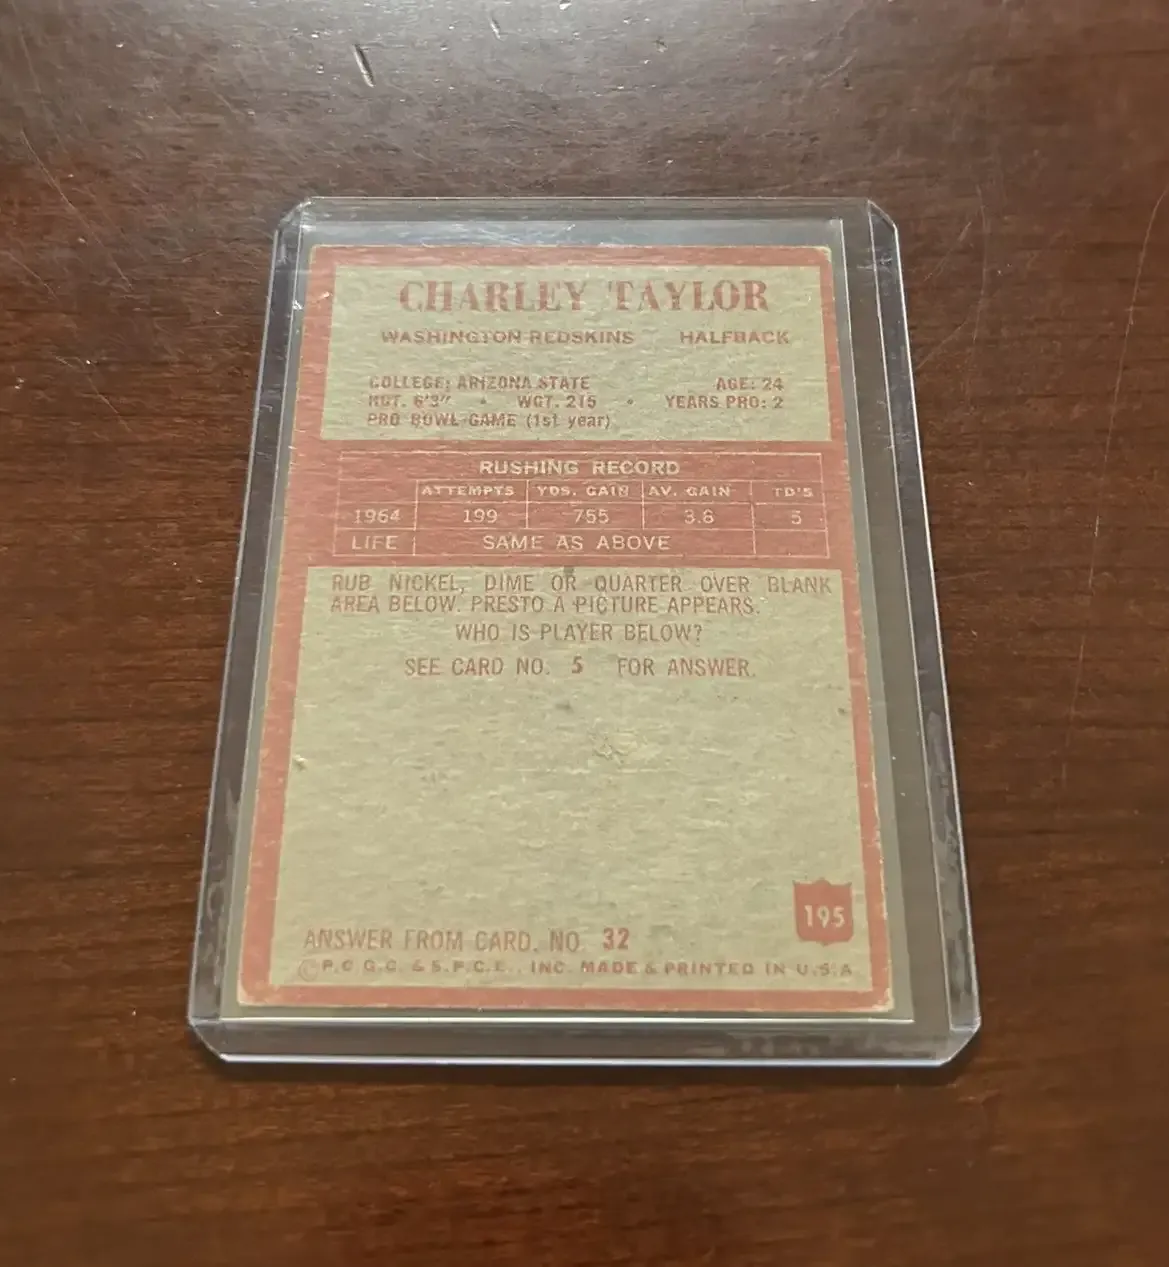 CHARLEY TAYLOR
WASHINGTON REDSKINS HALFBACK
COLLEGE: ARIZONA STATE AGE: 24
HGT. 6'3" • WGT. 215 • YEARS PRO: 2
PRO BOWL GAME (1st year)
RUSHING RECORD
ATTEMPTS YDS. GAIN AV. GAIN TD'S
1964 199 755 3.8 5
LIFE SAME AS ABOVE
RUB NICKEL, DIME OR QUARTER OVER BLANK
AREA BELOW. PRESTO A PICTURE APPEARS.
WHO IS PLAYER BELOW?
SEE CARD NO. 5 FOR ANSWER.
195
ANSWER FROM CARD. NO. 32
© P.C.G.C. & S.P.C.E., INC. MADE & PRINTED IN U.S.A